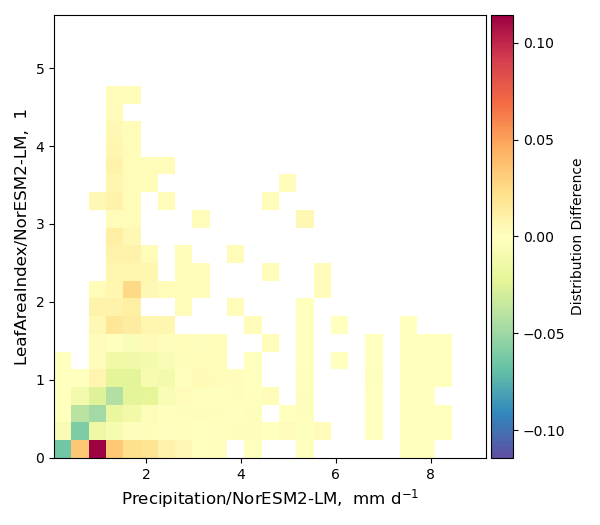 0.10
0.05
0.00
−0.05
−0.10
Distribution Difference
5
4
3
2
1
0
LeafAreaIndex/NorESM2-LM, 1
2 4 6 8
Precipitation/NorESM2-LM, mm d⁻¹